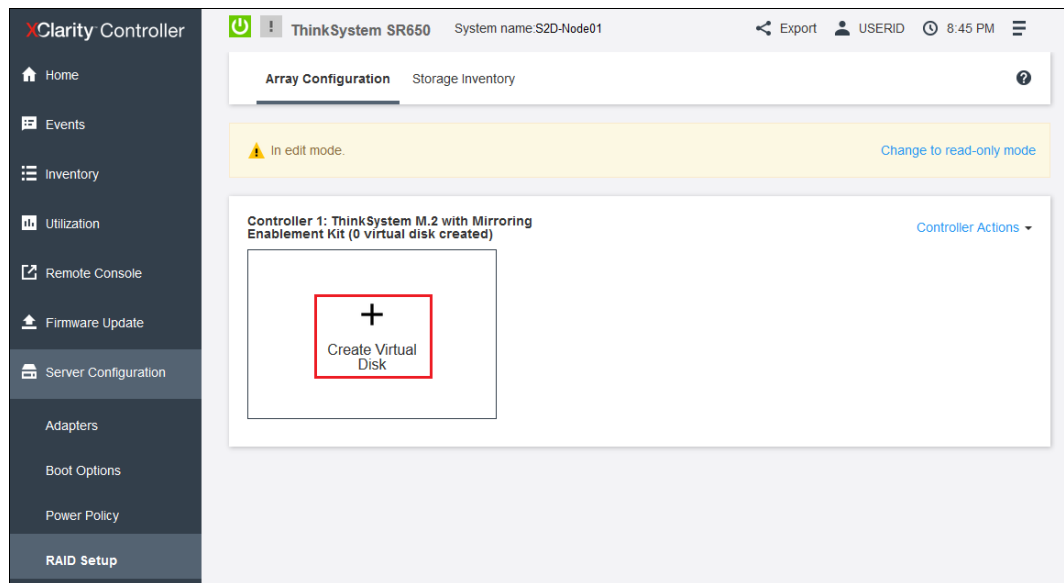 XClarity Controller
ThinkSystem SR650 System name:S2D-Node01
Export USERID 8:45 PM
Home
Events
Inventory
Utilization
Remote Console
Firmware Update
Server Configuration
Adapters
Boot Options
Power Policy
RAID Setup
Array Configuration Storage Inventory
In edit mode. Change to read-only mode
Controller 1: ThinkSystem M.2 with Mirroring
Enablement Kit (0 virtual disk created)
Controller Actions
Create Virtual
Disk